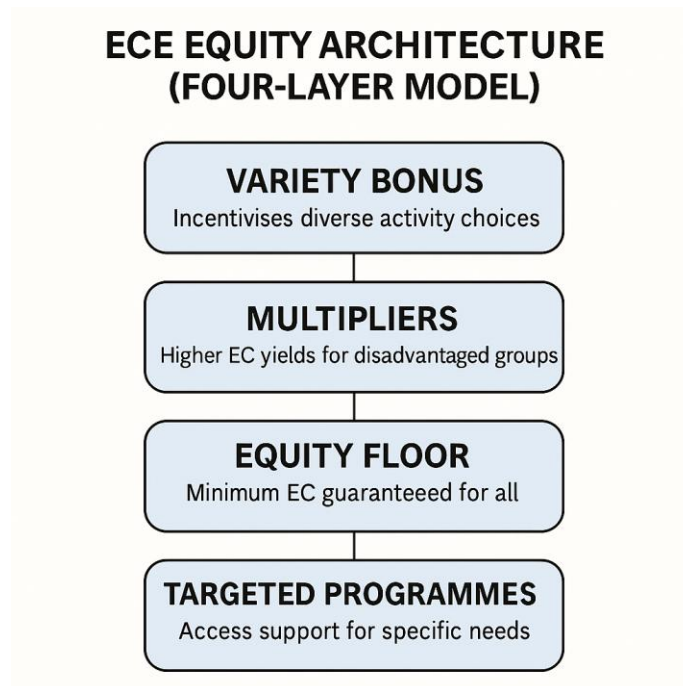 ECE EQUITY ARCHITECTURE
(FOUR-LAYER MODEL)
VARIETY BONUS
Incentivises diverse activity choices
MULTIPLIERS
Higher EC yields for disadvantaged groups
EQUITY FLOOR
Minimum EC guaranteeed for all
TARGETED PROGRAMMES
Access support for specific needs